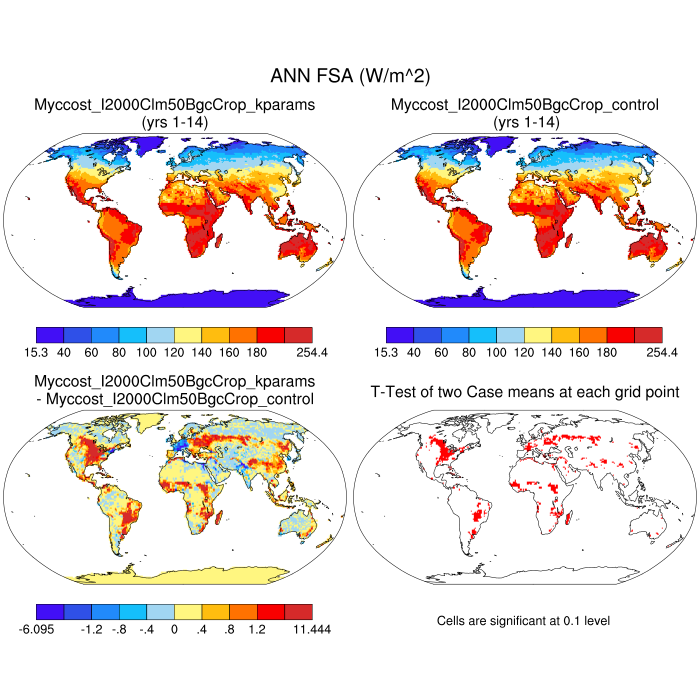 ANN FSA (W/m^2)
Myccost_I2000Clm50BgcCrop_kparams
(yrs 1-14)
Myccost_I2000Clm50BgcCrop_control
(yrs 1-14)
15.3 40 60 80 100 120 140 160 180 254.4
15.3 40 60 80 100 120 140 160 180 254.4
Myccost_I2000Clm50BgcCrop_kparams
- Myccost_I2000Clm50BgcCrop_control
T-Test of two Case means at each grid point
-6.095 -1.2 -.8 -.4 0 .4 .8 1.2 11.444
Cells are significant at 0.1 level